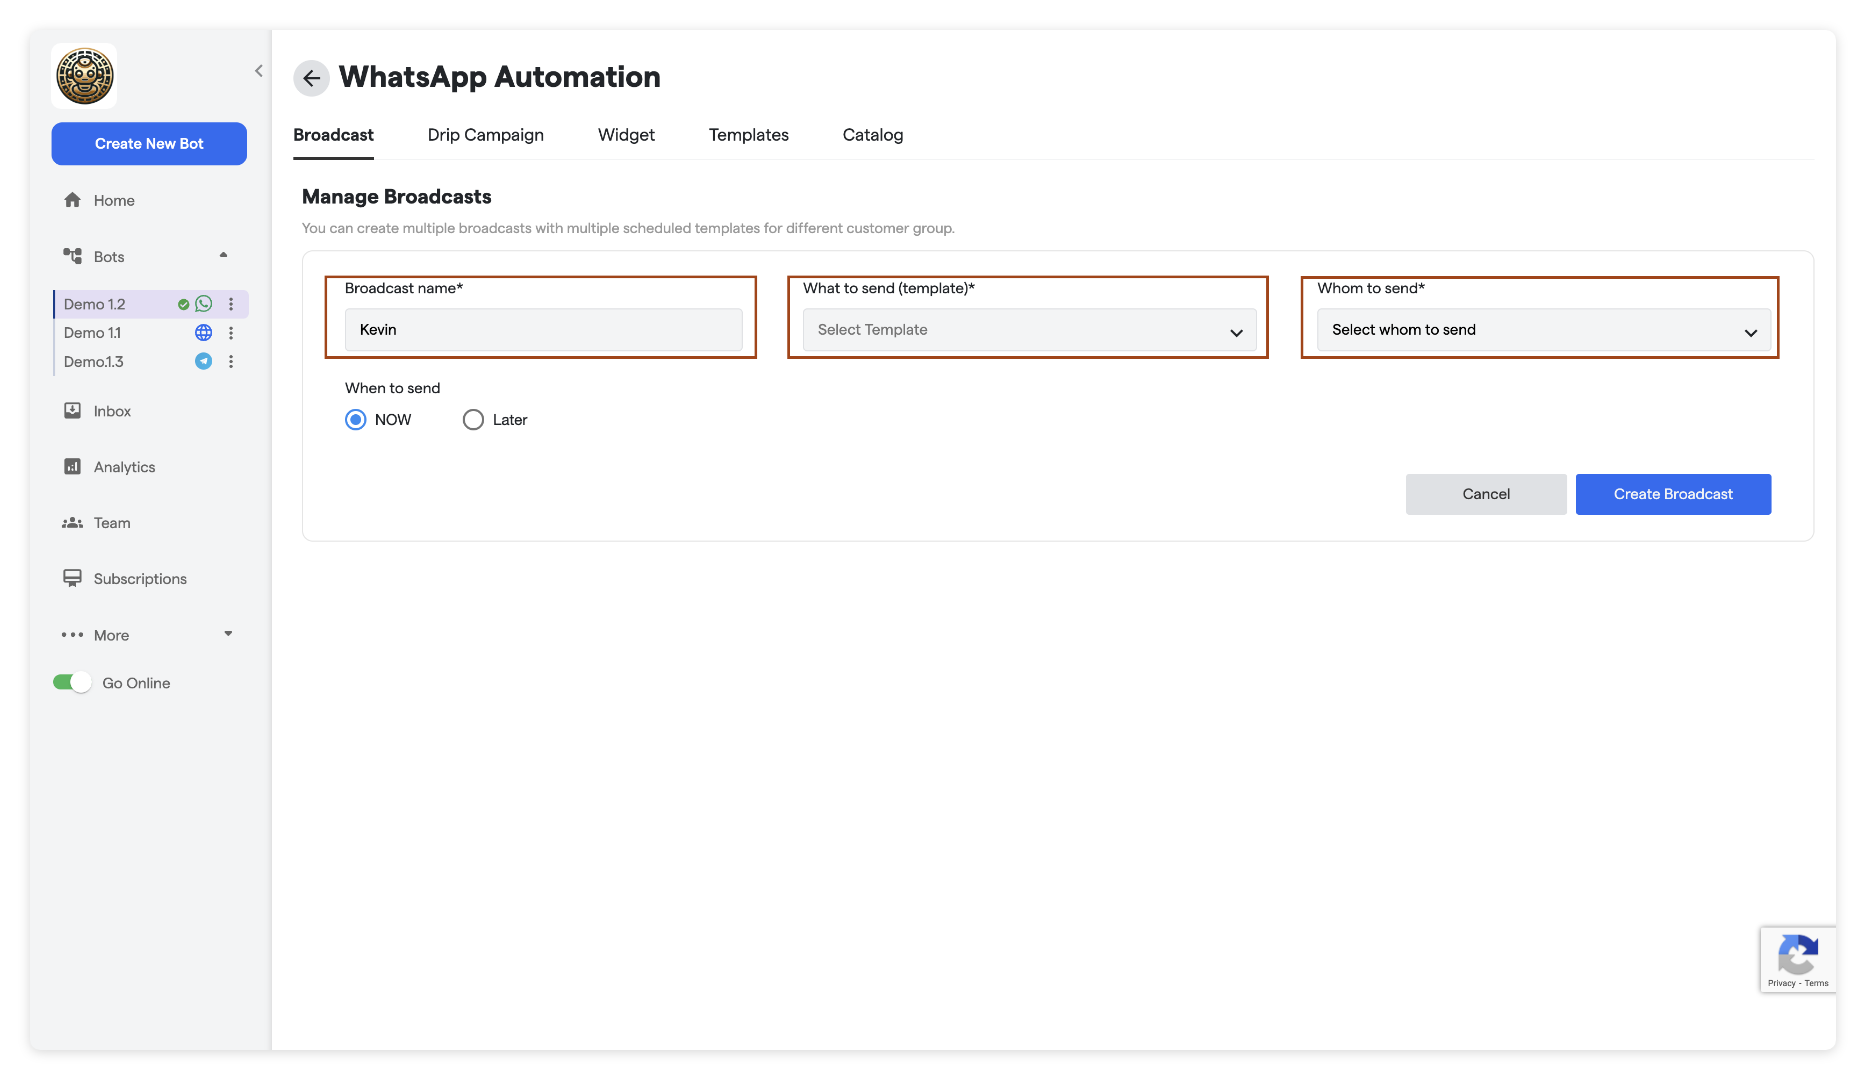 WhatsApp Automation
Create New Bot
Home
Bots
Demo 1.2
Demo 1.1
Demo.1.3
Inbox
Analytics
Team
Subscriptions
More
Go Online
Broadcast Drip Campaign Widget Templates Catalog
Manage Broadcasts
You can create multiple broadcasts with multiple scheduled templates for different customer group.
Broadcast name* What to send (template)* Whom to send*
Kevin Select Template Select whom to send
When to send
NOW Later
Cancel Create Broadcast
Privacy - Terms